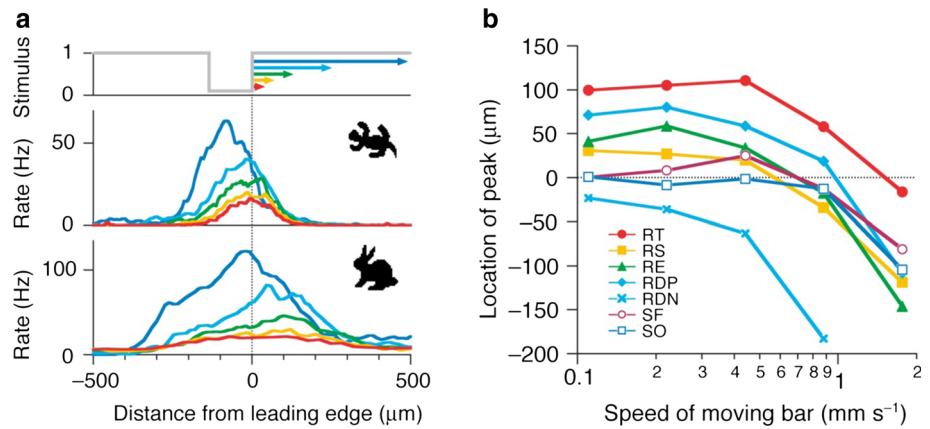 a
Stimulus
1
0
Rate (Hz)
50
0
Rate (Hz)
100
0
−500
0
500
Distance from leading edge (μm)
b
Location of peak (μm)
150
100
50
0
−50
−100
−150
−200
RT
RS
RE
RDP
RDN
SF
SO
0.1 2 3 4 5 6 7 8 9 1 2
Speed of moving bar (mm s⁻¹)